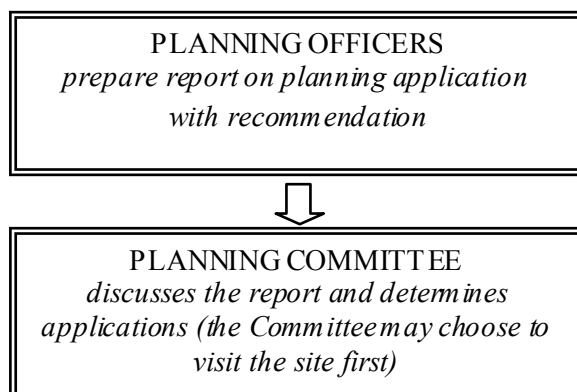 PLANNING OFFICERS
prepare report on planning application
with recommendation
PLANNING COMMITTEE
discusses the report and determines
applications (the Committee may choose to
visit the site first)